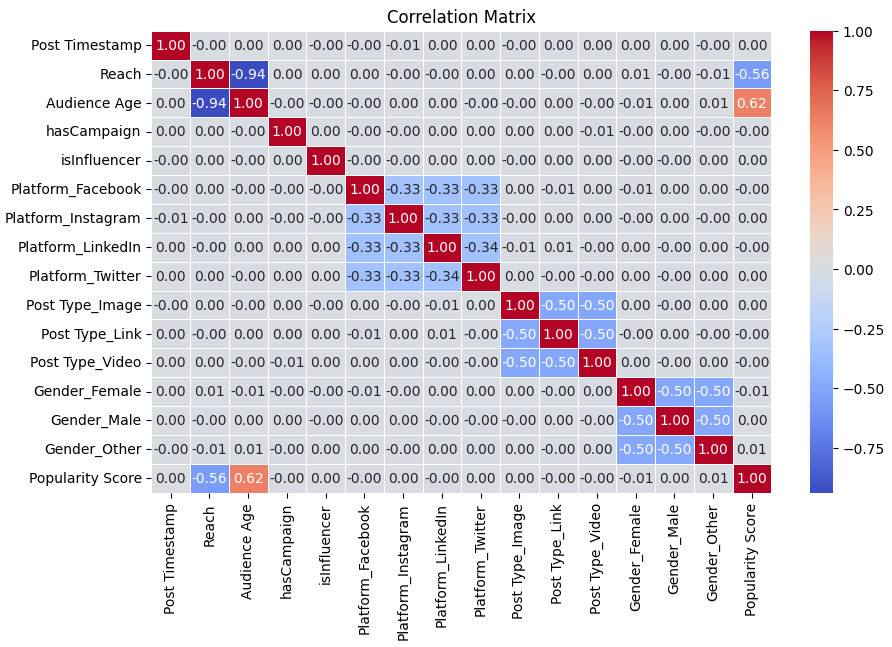 Correlation Matrix
Post Timestamp 1.00 -0.00 0.00 0.00 -0.00 -0.00 -0.01 0.00 0.00 -0.00 0.00 0.00 0.00 0.00 -0.00 0.00
Reach -0.00 1.00 -0.94 0.00 0.00 0.00 -0.00 0.00 0.00 0.00 -0.00 0.00 0.01 -0.00 -0.01 -0.56
Audience Age 0.00 -0.94 1.00 -0.00 -0.00 -0.00 0.00 -0.00 0.00 -0.00 0.00 -0.00 -0.01 0.00 0.01 0.62
hasCampaign 0.00 0.00 -0.00 1.00 0.00 -0.00 -0.00 0.00 0.00 0.00 0.00 -0.01 0.00 -0.00 -0.00 -0.00
isInfluencer -0.00 0.00 -0.00 0.00 1.00 -0.00 -0.00 -0.00 0.00 -0.00 0.00 0.00 -0.00 0.00 0.00 -0.00
Platform_Facebook -0.00 0.00 -0.00 -0.00 -0.00 1.00 -0.33 -0.33 -0.33 0.00 -0.01 0.00 -0.01 0.00 0.00 -0.00
Platform_Instagram -0.01 -0.00 0.00 -0.00 -0.00 -0.33 1.00 -0.33 -0.33 -0.00 0.00 -0.00 0.00 -0.00 -0.00 0.00
Platform_LinkedIn 0.00 0.00 -0.00 0.00 -0.00 -0.33 -0.33 1.00 -0.34 -0.01 0.01 -0.00 0.00 -0.00 0.00 -0.00
Platform_Twitter 0.00 0.00 0.00 0.00 0.00 -0.33 -0.33 -0.34 1.00 0.00 -0.00 -0.00 0.00 0.00 -0.00 0.00
Post Type_Image -0.00 0.00 -0.00 0.00 -0.00 0.00 -0.00 -0.01 0.00 1.00 -0.50 -0.50 0.00 -0.00 0.00 -0.00
Post Type_Link 0.00 -0.00 0.00 0.00 0.00 -0.01 0.00 0.01 -0.00 -0.50 1.00 -0.50 -0.00 0.00 -0.00 -0.00
Post Type_Video 0.00 0.00 -0.00 -0.01 0.00 0.00 -0.00 -0.00 -0.00 -0.50 -0.50 1.00 0.00 -0.00 0.00 -0.00
Gender_Female 0.00 0.01 -0.01 0.00 -0.00 -0.01 0.00 0.00 0.00 0.00 -0.00 0.00 1.00 -0.50 -0.50 -0.01
Gender_Male 0.00 -0.00 0.00 -0.00 0.00 0.00 -0.00 -0.00 0.00 -0.00 0.00 -0.00 -0.50 1.00 -0.50 0.00
Gender_Other -0.00 -0.01 0.01 -0.00 0.00 0.00 -0.00 0.00 -0.00 0.00 -0.00 0.00 -0.50 -0.50 1.00 0.01
Popularity Score 0.00 -0.56 0.62 -0.00 -0.00 -0.00 0.00 -0.00 0.00 -0.00 -0.00 -0.00 -0.01 0.00 0.01 1.00
Post Timestamp
Reach
Audience Age
hasCampaign
isInfluencer
Platform_Facebook
Platform_Instagram
Platform_LinkedIn
Platform_Twitter
Post Type_Image
Post Type_Link
Post Type_Video
Gender_Female
Gender_Male
Gender_Other
Popularity Score
1.00
0.75
0.50
0.25
0.00
−0.25
−0.50
−0.75